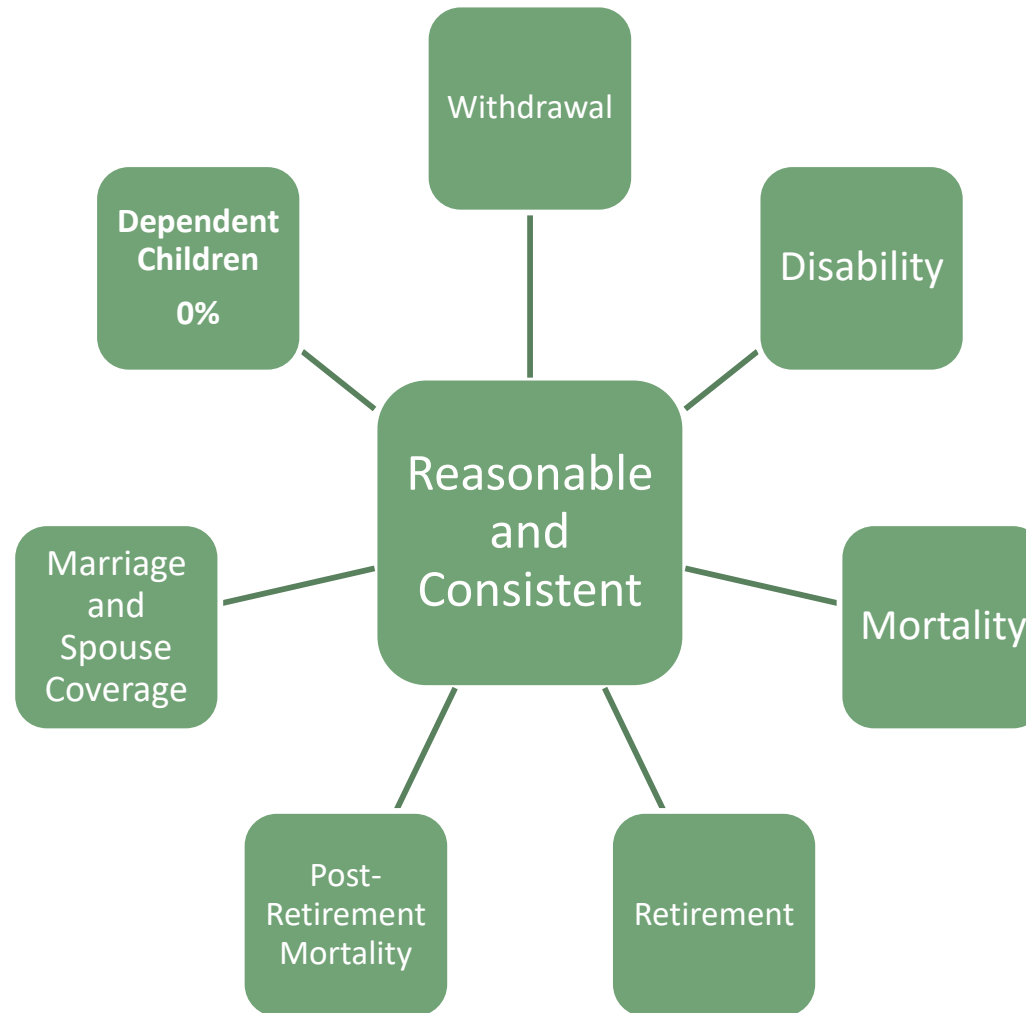 Withdrawal
Dependent
Children
0%
Disability
Reasonable
and
Consistent
Marriage
and
Spouse
Coverage
Mortality
Post-
Retirement
Mortality
Retirement